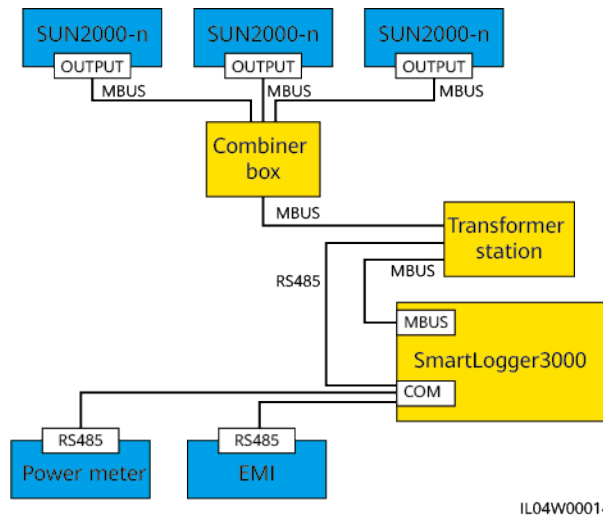 SUN2000-n SUN2000-n SUN2000-n
OUTPUT OUTPUT OUTPUT
MBUS MBUS MBUS
Combiner
box
MBUS
Transformer
station
MBUS
RS485
MBUS
SmartLogger3000
COM
RS485 RS485
Power meter EMI